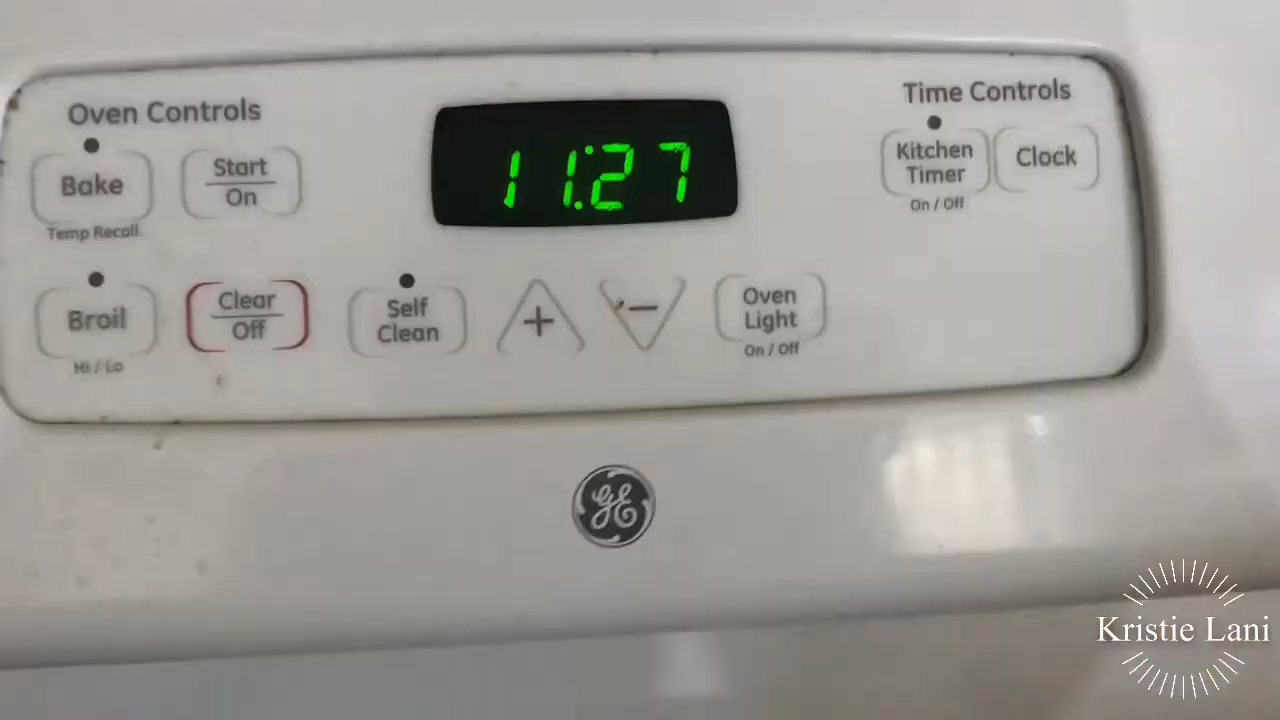 Oven Controls
Time Controls
Bake
Temp Recall
Start
On
11:27
Kitchen
Timer
On / Off
Clock
Broil
Hi / Lo
Clear
Off
Self
Clean
+
−
Oven
Light
On / Off
GE
Kristie Lani